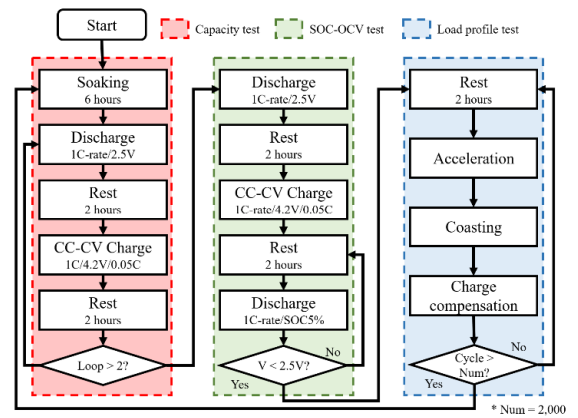 Start
Capacity test
SOC-OCV test
Load profile test
Soaking
6 hours
Discharge
1C-rate/2.5V
Rest
2 hours
CC-CV Charge
1C/4.2V/0.05C
Rest
2 hours
Loop > 2?
Discharge
1C-rate/2.5V
Rest
2 hours
CC-CV Charge
1C-rate/4.2V/0.05C
Rest
2 hours
Discharge
1C-rate/SOC5%
V < 2.5V?
No
Yes
Rest
2 hours
Acceleration
Coasting
Charge
compensation
Cycle >
Num?
No
Yes
* Num = 2,000